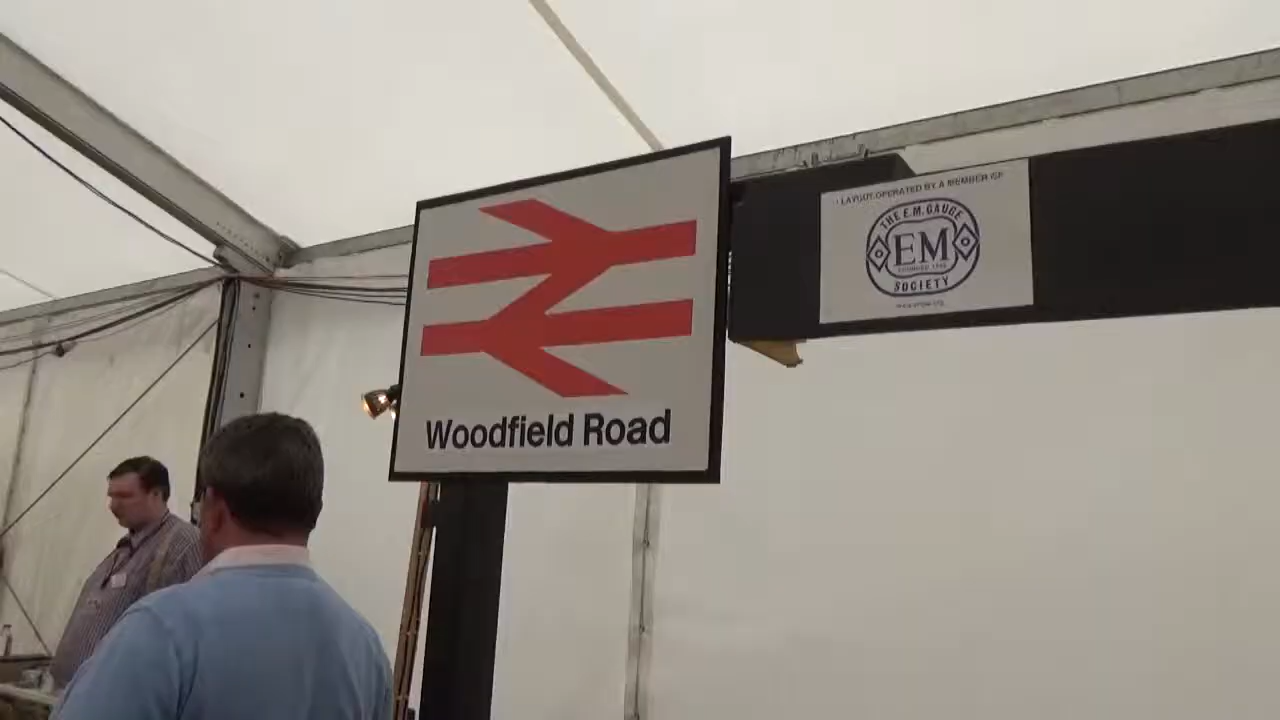 Woodfield Road
LAYOUT OPERATED BY A MEMBER OF
THE E.M. GAUGE
EM
SOCIETY